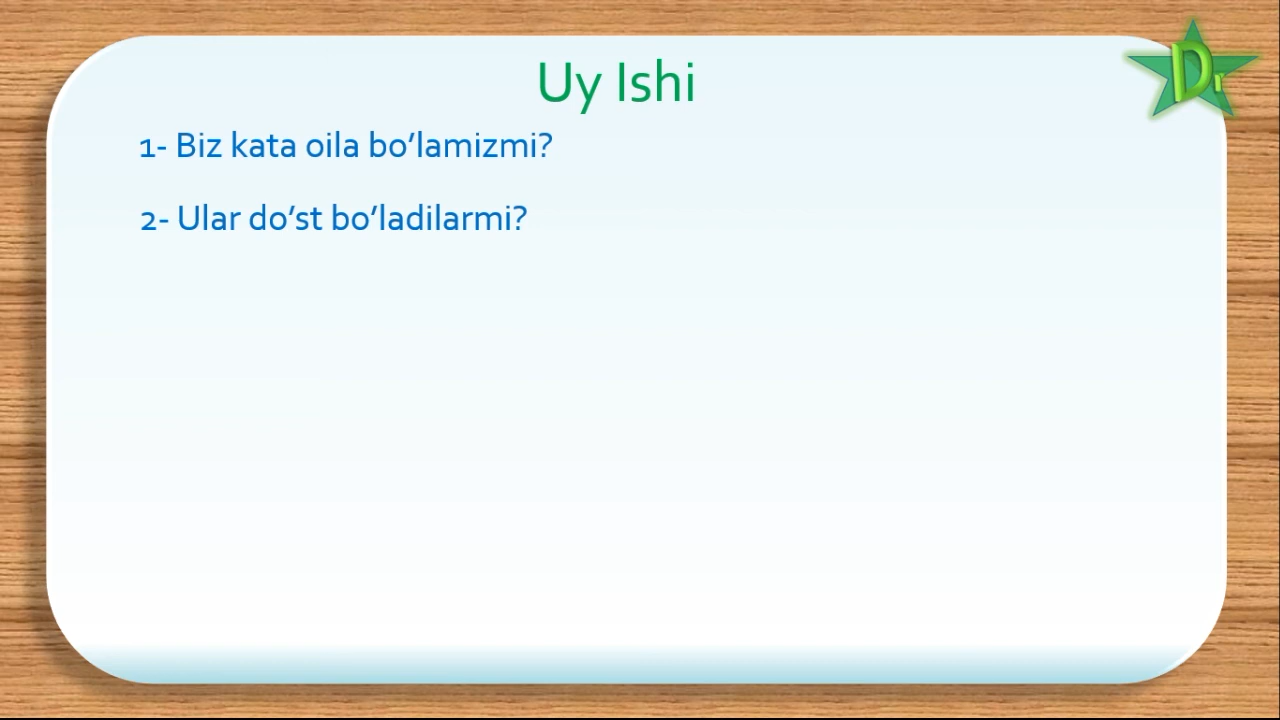 Uy Ishi
Dr
1- Biz kata oila bo’lamizmi?
2- Ular do’st bo’ladilarmi?